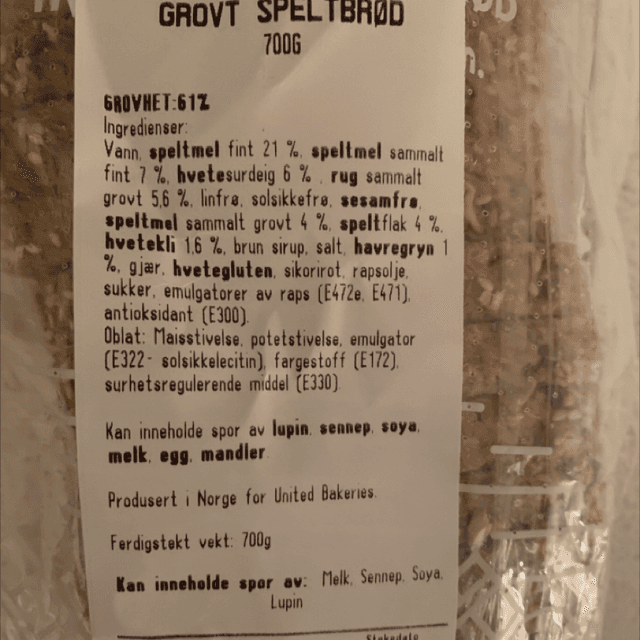 GROVT SPELTBRØD
700G
GROVHET:61%
Ingredienser:
Vann, speltmel fint 21 %, speltmel sammalt
fint 7 %, hvetesurdeig 6 % , rug sammalt
grovt 5,6 %, linfrø, solsikkefrø, sesamfrø,
speltmel sammalt grovt 4 %, speltflak 4 %,
hvetekli 1,6 %, brun sirup, salt, havregryn 1
%, gjær, hvetegluten, sikorirot, rapsolje,
sukker, emulgatorer av raps (E472e, E471),
antioksidant (E300).
Oblat: Maisstivelse, potetstivelse, emulgator
(E322- solsikkelecitin), fargestoff (E172),
surhetsregulerende middel (E330)
Kan inneholde spor av lupin, sennep, soya,
melk, egg, mandler.
Produsert i Norge for United Bakeries.
Ferdigstekt vekt: 700g
Kan inneholde spor av: Melk, Sennep, Soya,
Lupin